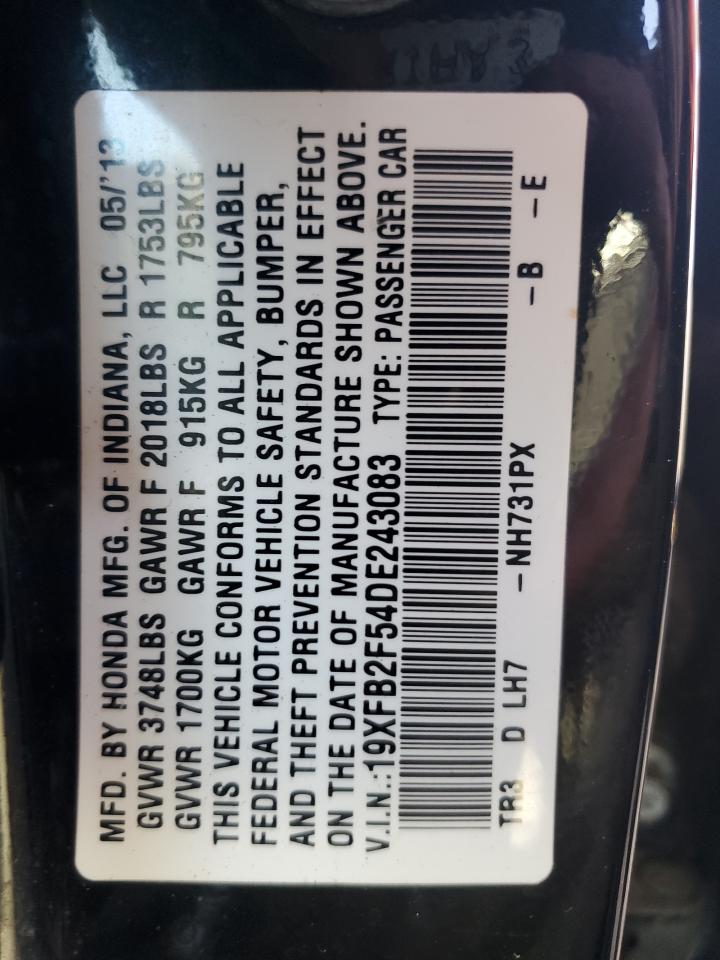 MFD. BY HONDA MFG. OF INDIANA, LLC 05/'13
GVWR 3748LBS GAWR F 2018LBS R 1753LBS
GVWR 1700KG GAWR F 915KG R 795KG
THIS VEHICLE CONFORMS TO ALL APPLICABLE
FEDERAL MOTOR VEHICLE SAFETY, BUMPER,
AND THEFT PREVENTION STANDARDS IN EFFECT
ON THE DATE OF MANUFACTURE SHOWN ABOVE.
V.I.N.:19XFB2F54DE243083 TYPE: PASSENGER CAR
TR3 D LH7 -NH731PX -B -E